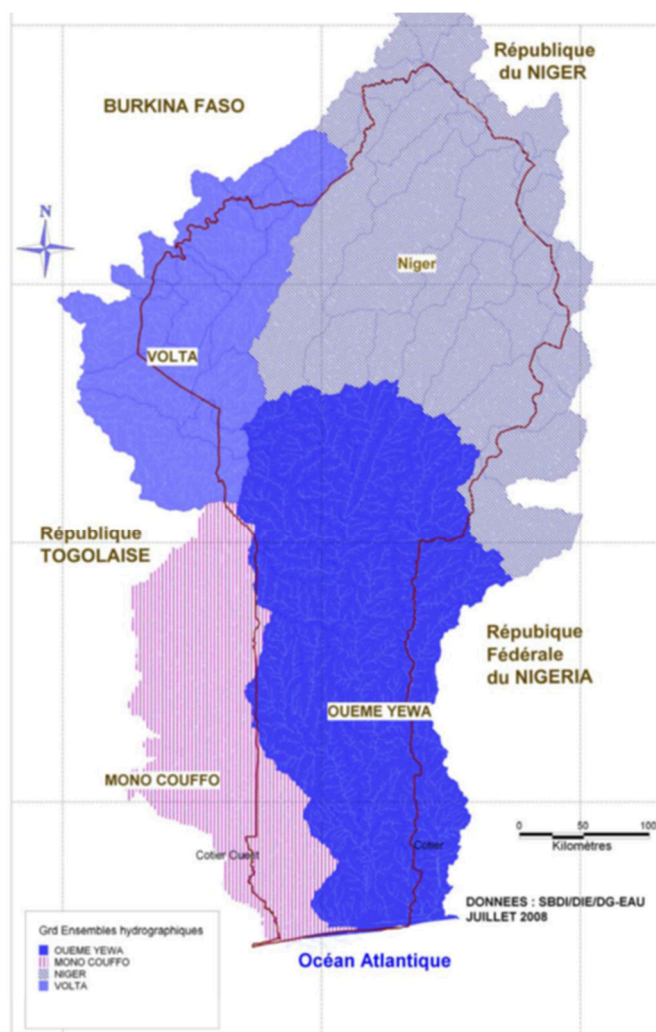 République
du NIGER
BURKINA FASO
N
Niger
VOLTA
République
TOGOLAISE
Répubique
Fédérale
du NIGERIA
OUEME YEWA
MONO COUFFO
0 50 100
Kilomètres
Cotier Ouest
Cotier
DONNEES : SBDI/DIE/DG-EAU
JUILLET 2008
Océan Atlantique
Grd Ensembles hydrographiques
OUEME YEWA
MONO COUFFO
NIGER
VOLTA